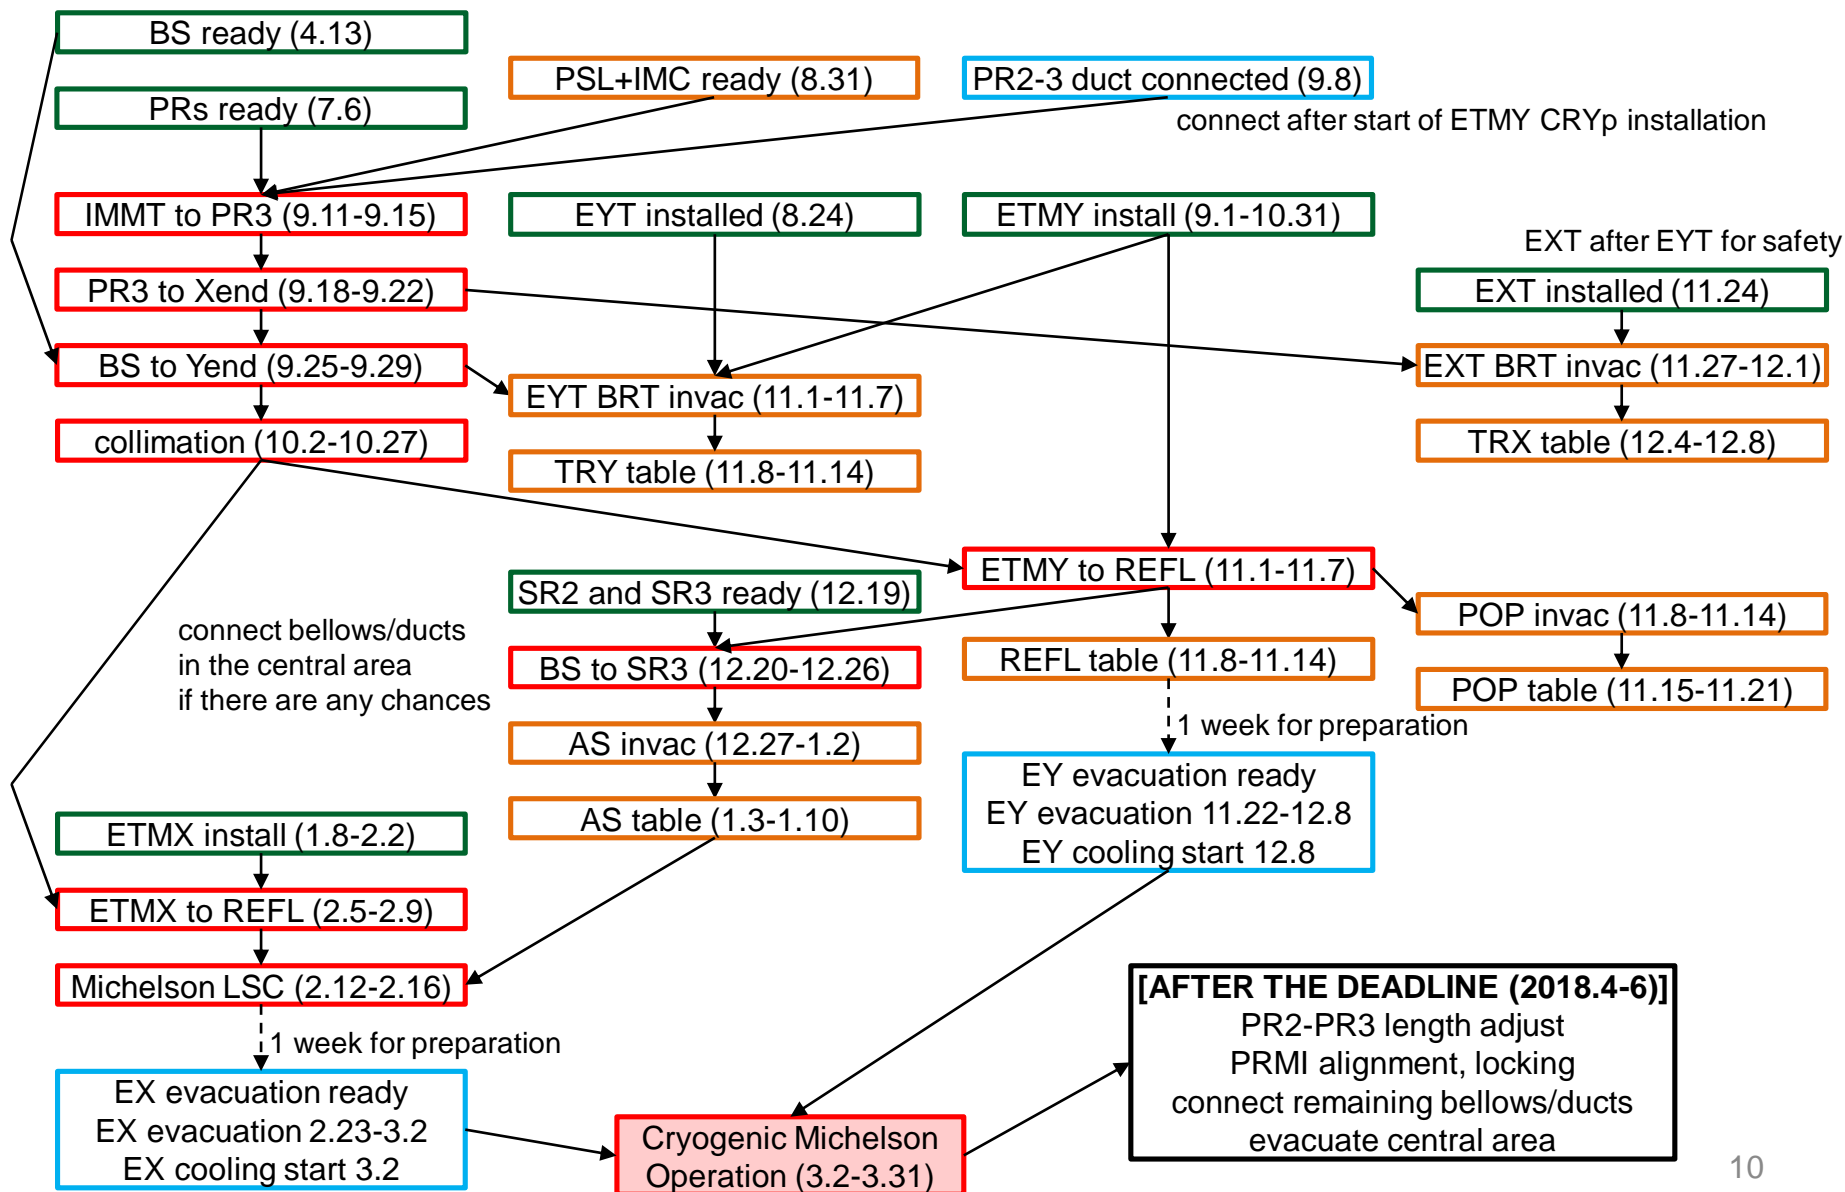 BS ready (4.13)
PSL+IMC ready (8.31)
PR2-3 duct connected (9.8)
PRs ready (7.6)
connect after start of ETMY CRYp installation
IMMT to PR3 (9.11-9.15)
EYT installed (8.24)
ETMY install (9.1-10.31)
EXT after EYT for safety
PR3 to Xend (9.18-9.22)
EXT installed (11.24)
BS to Yend (9.25-9.29)
EYT BRT invac (11.1-11.7)
EXT BRT invac (11.27-12.1)
collimation (10.2-10.27)
TRY table (11.8-11.14)
TRX table (12.4-12.8)
ETMY to REFL (11.1-11.7)
SR2 and SR3 ready (12.19)
POP invac (11.8-11.14)
connect bellows/ducts
in the central area
if there are any chances
BS to SR3 (12.20-12.26)
REFL table (11.8-11.14)
POP table (11.15-11.21)
1 week for preparation
AS invac (12.27-1.2)
EY evacuation ready
EY evacuation 11.22-12.8
EY cooling start 12.8
AS table (1.3-1.10)
ETMX install (1.8-2.2)
ETMX to REFL (2.5-2.9)
Michelson LSC (2.12-2.16)
1 week for preparation
EX evacuation ready
EX evacuation 2.23-3.2
EX cooling start 3.2
Cryogenic Michelson
Operation (3.2-3.31)
[AFTER THE DEADLINE (2018.4-6)]
PR2-PR3 length adjust
PRMI alignment, locking
connect remaining bellows/ducts
evacuate central area
10